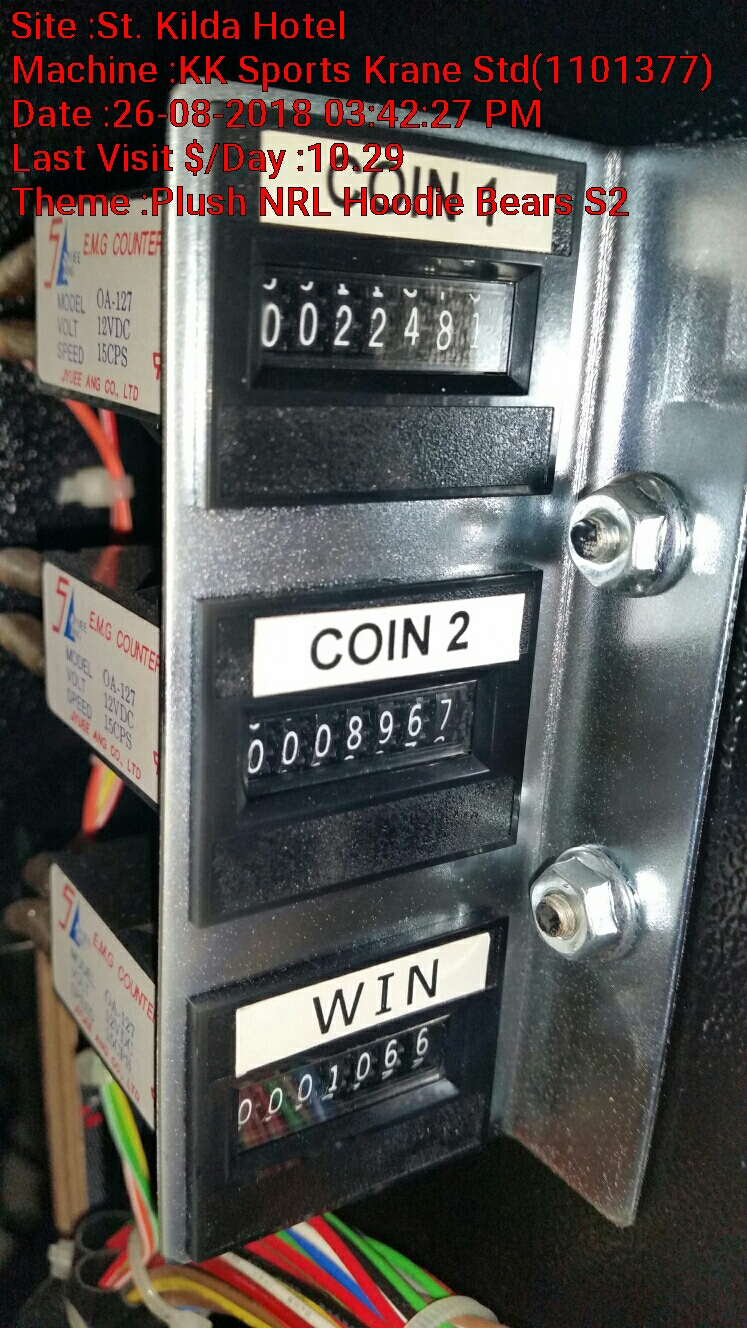 Site :St. Kilda Hotel
Machine :KK Sports Krane Std(1101377)
Date :26-08-2018 03:42:27 PM
Last Visit $/Day :10.29
Theme :Plush NRL Hoodie Bears S2
COIN 1
E.M.G COUNTER
MODEL OA-127
VOLT 12VDC
SPEED 15CPS
JYUEE ANG CO., LTD
0022481
COIN 2
E.M.G COUNTER
MODEL OA-127
VOLT 12VDC
SPEED 15CPS
JYUEE ANG CO., LTD
0008967
WIN
E.M.G COUNTER
MODEL OA-127
VOLT 12VDC
0001066